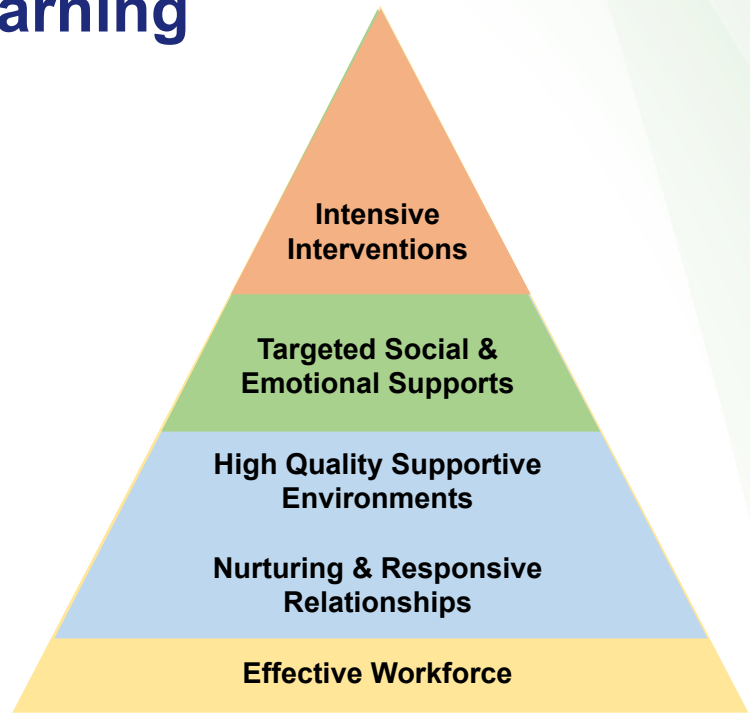 arning
Intensive
Interventions
Targeted Social &
Emotional Supports
High Quality Supportive
Environments
Nurturing & Responsive
Relationships
Effective Workforce